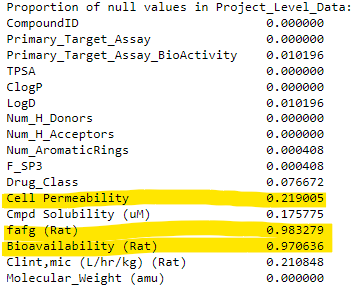 Proportion of null values in Project_Level_Data:
CompoundID 0.000000
Primary_Target_Assay 0.000000
Primary_Target_Assay_BioActivity 0.010196
TPSA 0.000000
ClogP 0.000000
LogD 0.010196
Num_H_Donors 0.000000
Num_H_Acceptors 0.000000
Num_AromaticRings 0.000408
F_SP3 0.000408
Drug_Class 0.076672
Cell Permeability 0.219005
Cmpd Solubility (uM) 0.175775
fafg (Rat) 0.983279
Bioavailability (Rat) 0.970636
Clint,mic (L/hr/kg) (Rat) 0.210848
Molecular_Weight (amu) 0.000000